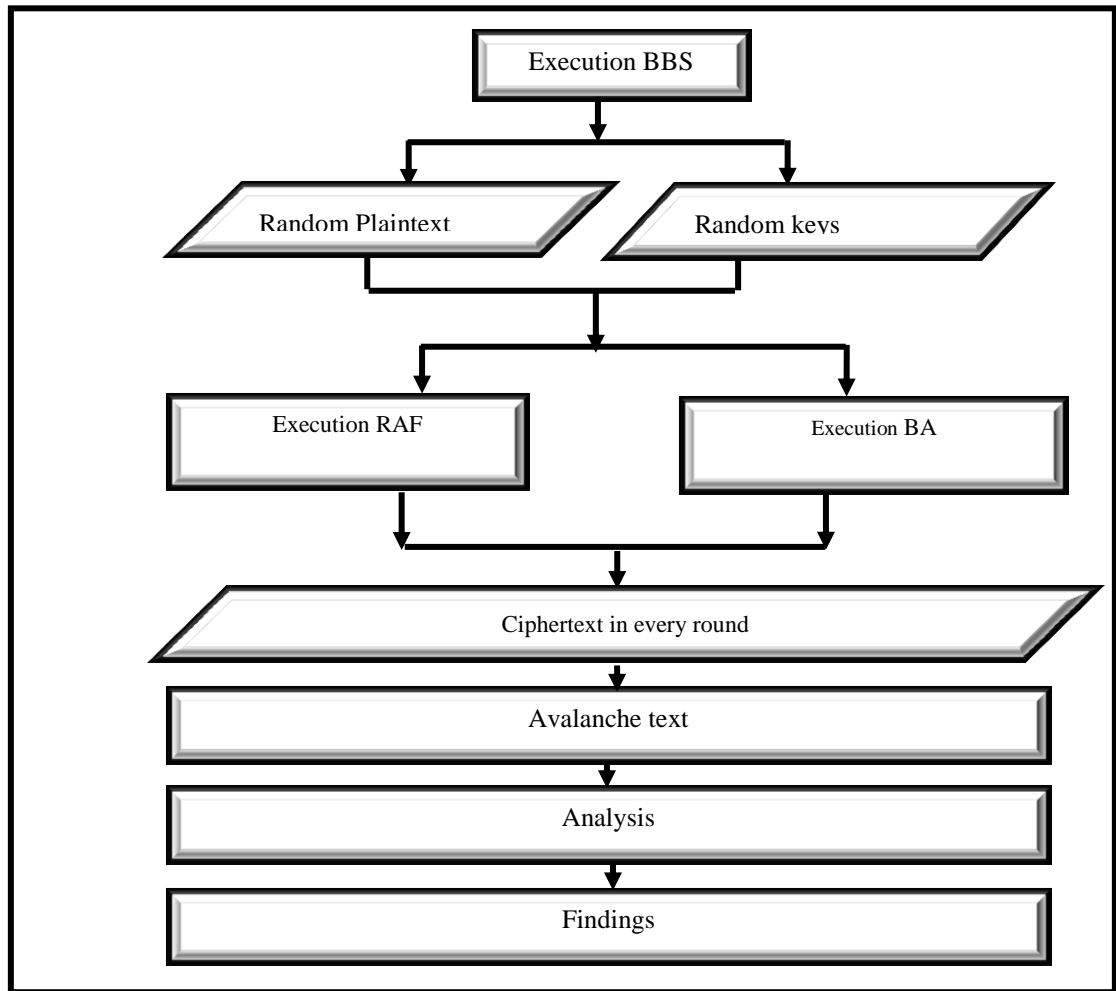 Execution BBS
Random Plaintext
Random keys
Execution RAF
Execution BA
Ciphertext in every round
Avalanche text
Analysis
Findings